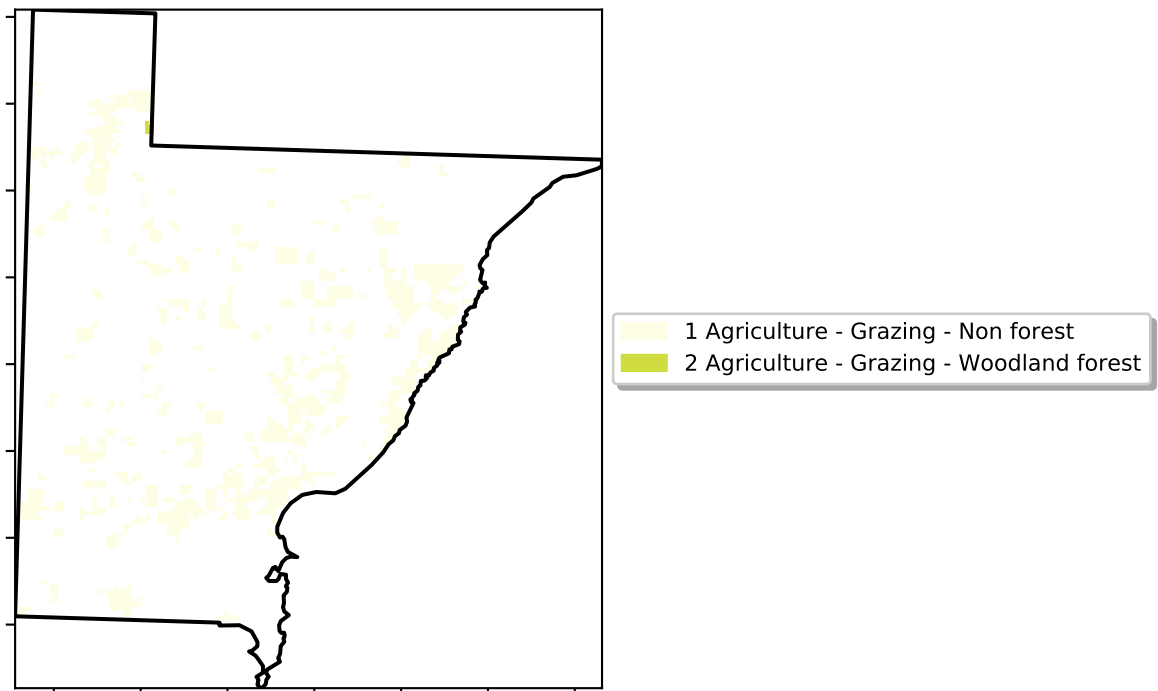 1 Agriculture - Grazing - Non forest
2 Agriculture - Grazing - Woodland forest